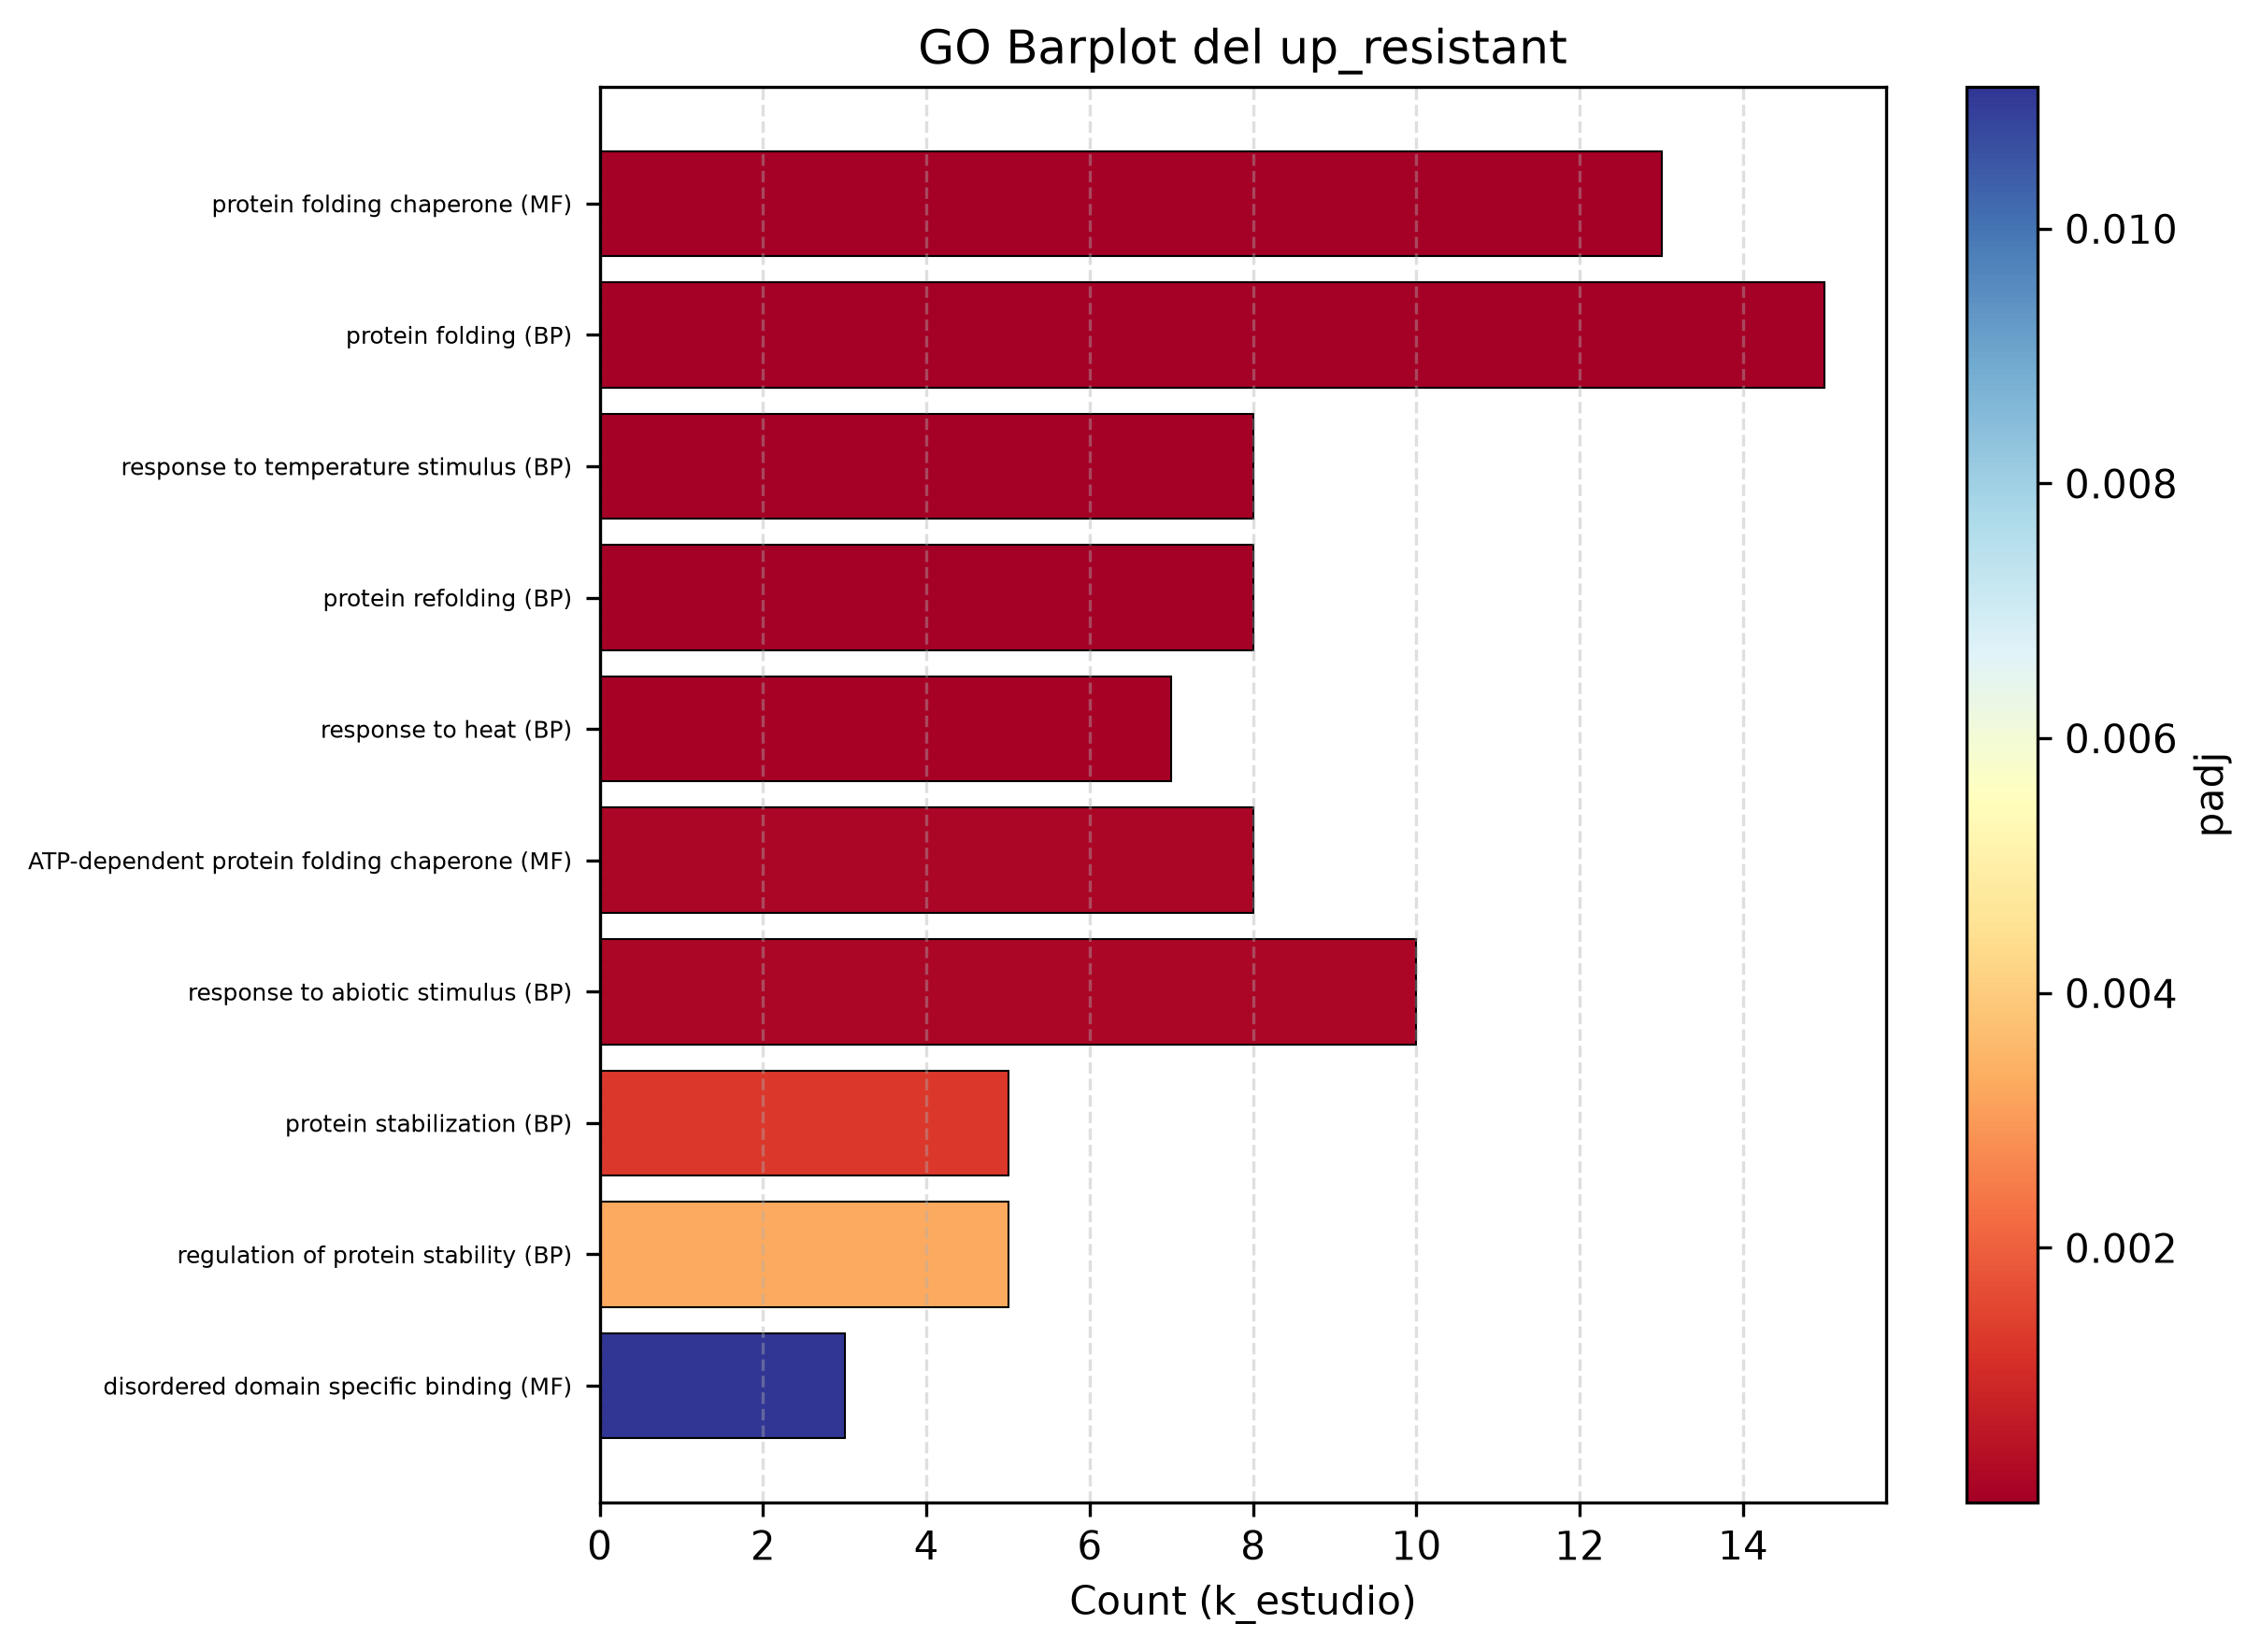 GO Barplot del up_resistant
protein folding chaperone (MF)
protein folding (BP)
response to temperature stimulus (BP)
protein refolding (BP)
response to heat (BP)
ATP-dependent protein folding chaperone (MF)
response to abiotic stimulus (BP)
protein stabilization (BP)
regulation of protein stability (BP)
disordered domain specific binding (MF)
0 2 4 6 8 10 12 14
Count (k_estudio)
0.010
0.008
0.006
0.004
0.002
padj